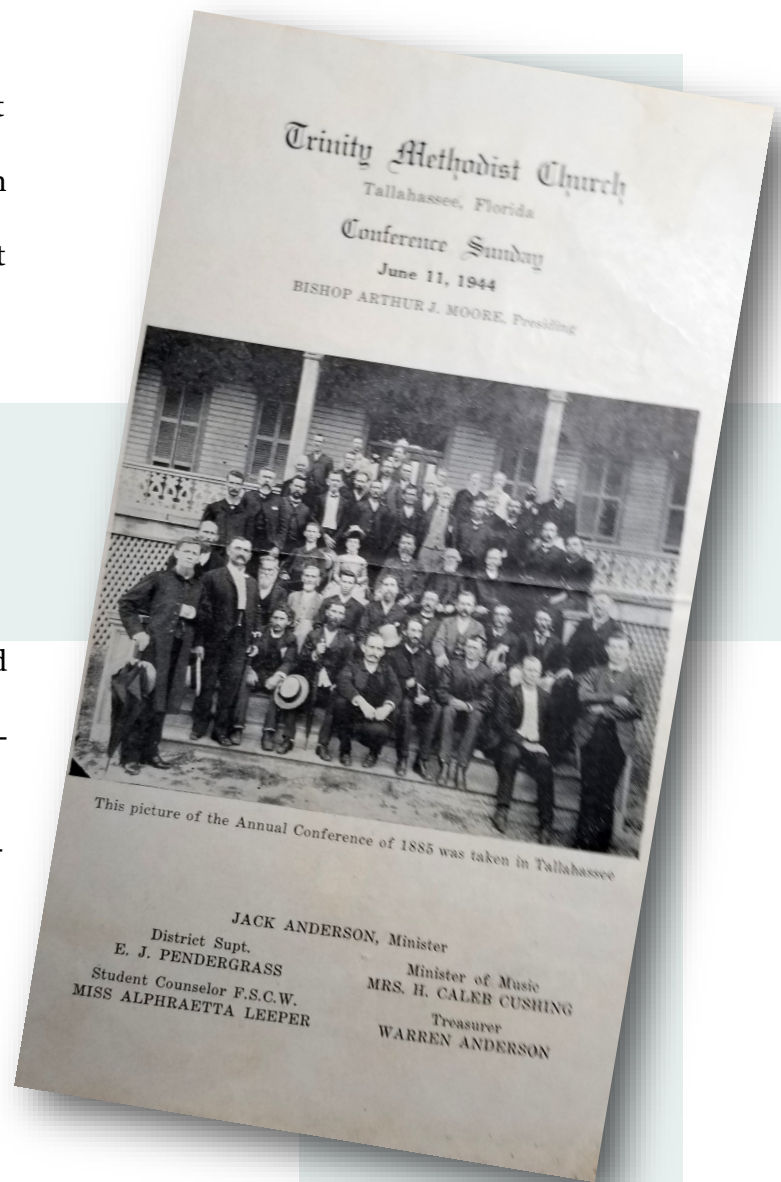 Trinity Methodist Church
Tallahassee, Florida
Conference Sunday
June 11, 1944
BISHOP ARTHUR J. MOORE, Presiding
This picture of the Annual Conference of 1885 was taken in Tallahassee
JACK ANDERSON, Minister
District Supt.
E. J. PENDERGRASS
Student Counselor F.S.C.W.
MISS ALPHRAETTA LEEPER
Minister of Music
MRS. H. CALEB CUSHING
Treasurer
WARREN ANDERSON